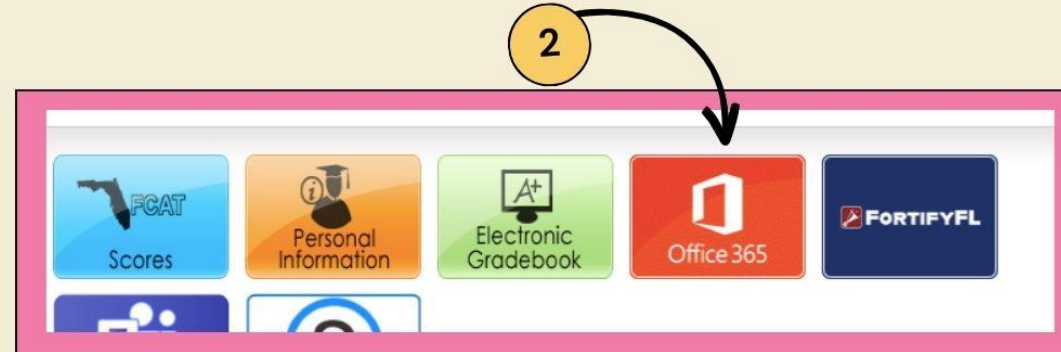 2
FCAT
Scores
i
Personal
Information
A+
Electronic
Gradebook
Office 365
FORTIFYFL